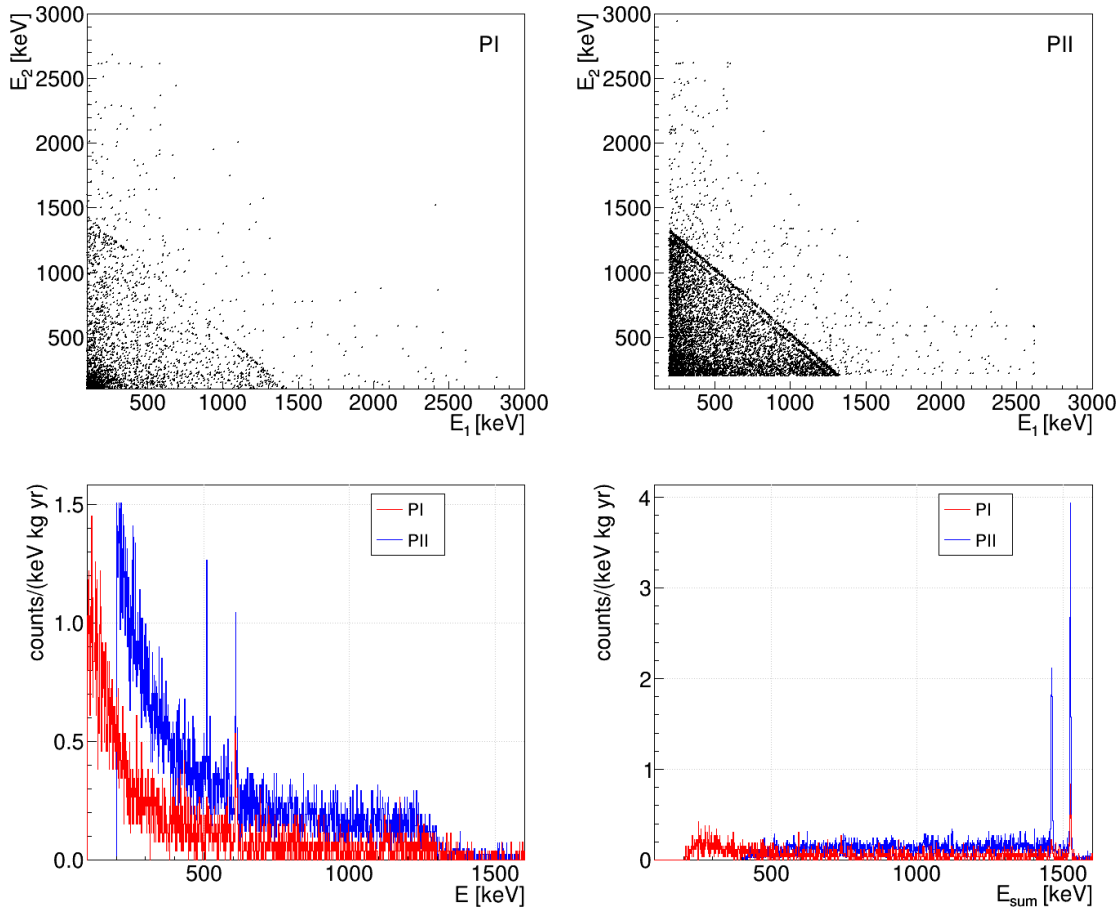 E₂ [keV]
3000
2500
2000
1500
1000
500
PI
500 1000 1500 2000 2500 3000
E₁ [keV]
E₂ [keV]
3000
2500
2000
1500
1000
500
PII
500 1000 1500 2000 2500 3000
E₁ [keV]
counts/(keV kg yr)
1.5
1.0
0.5
0.0
PI
PII
500 1000 1500
E [keV]
counts/(keV kg yr)
4
3
2
1
0
PI
PII
500 1000 1500
E_sum [keV]